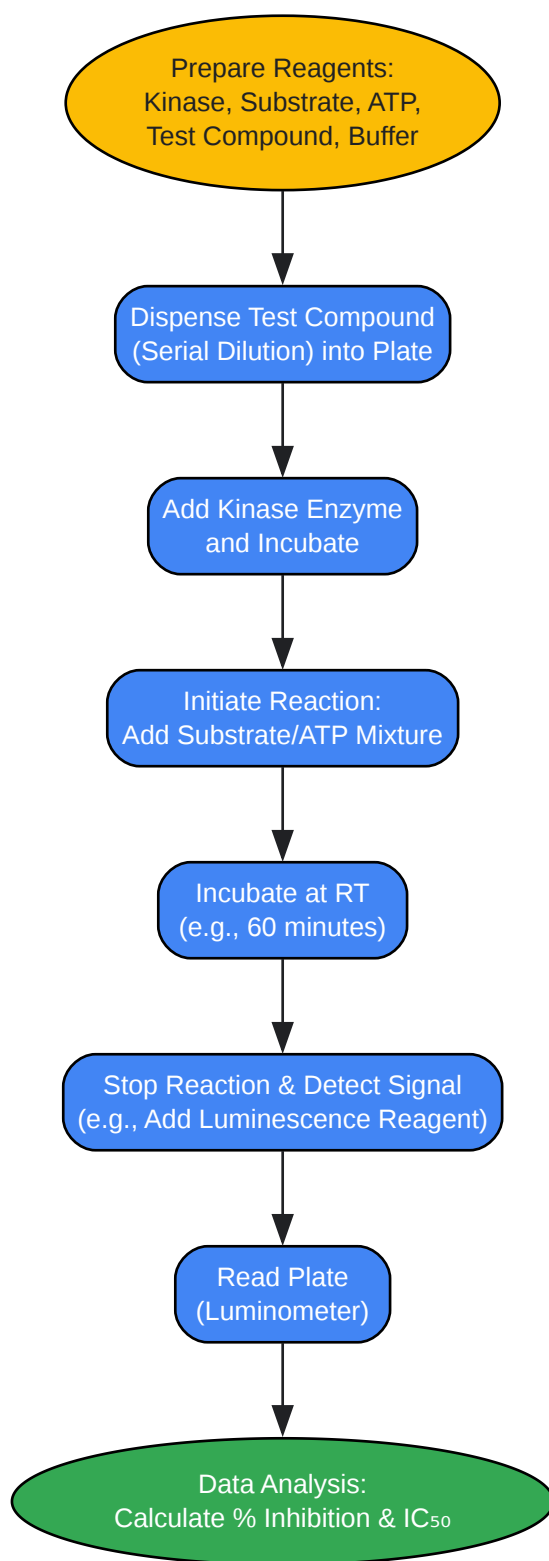 Prepare Reagents:
Kinase, Substrate, ATP,
Test Compound, Buffer
Dispense Test Compound
(Serial Dilution) into Plate
Add Kinase Enzyme
and Incubate
Initiate Reaction:
Add Substrate/ATP Mixture
Incubate at RT
(e.g., 60 minutes)
Stop Reaction & Detect Signal
(e.g., Add Luminescence Reagent)
Read Plate
(Luminometer)
Data Analysis:
Calculate % Inhibition & IC₅₀